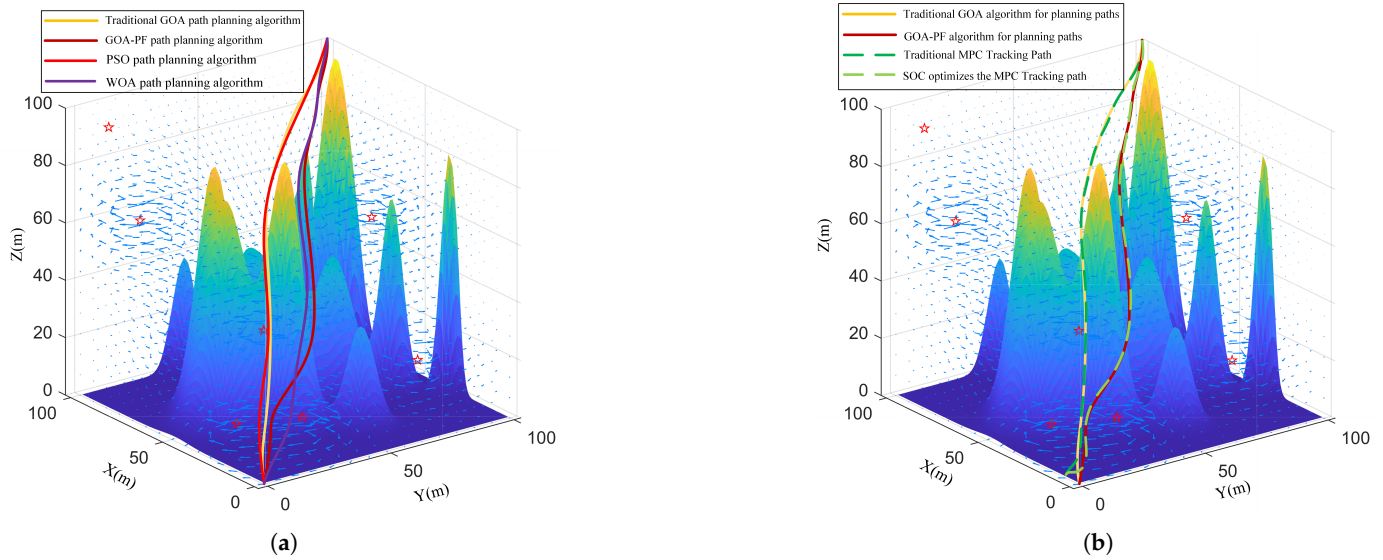 Traditional GOA path planning algorithm
GOA-PF path planning algorithm
PSO path planning algorithm
WOA path planning algorithm
100
80
60
40
20
0
Z(m)
100
50
0
X(m)
0
50
100
Y(m)
(a)
Traditional GOA algorithm for planning paths
GOA-PF algorithm for planning paths
Traditional MPC Tracking Path
SOC optimizes the MPC Tracking path
100
80
60
40
20
0
Z(m)
100
50
0
X(m)
0
50
100
Y(m)
(b)